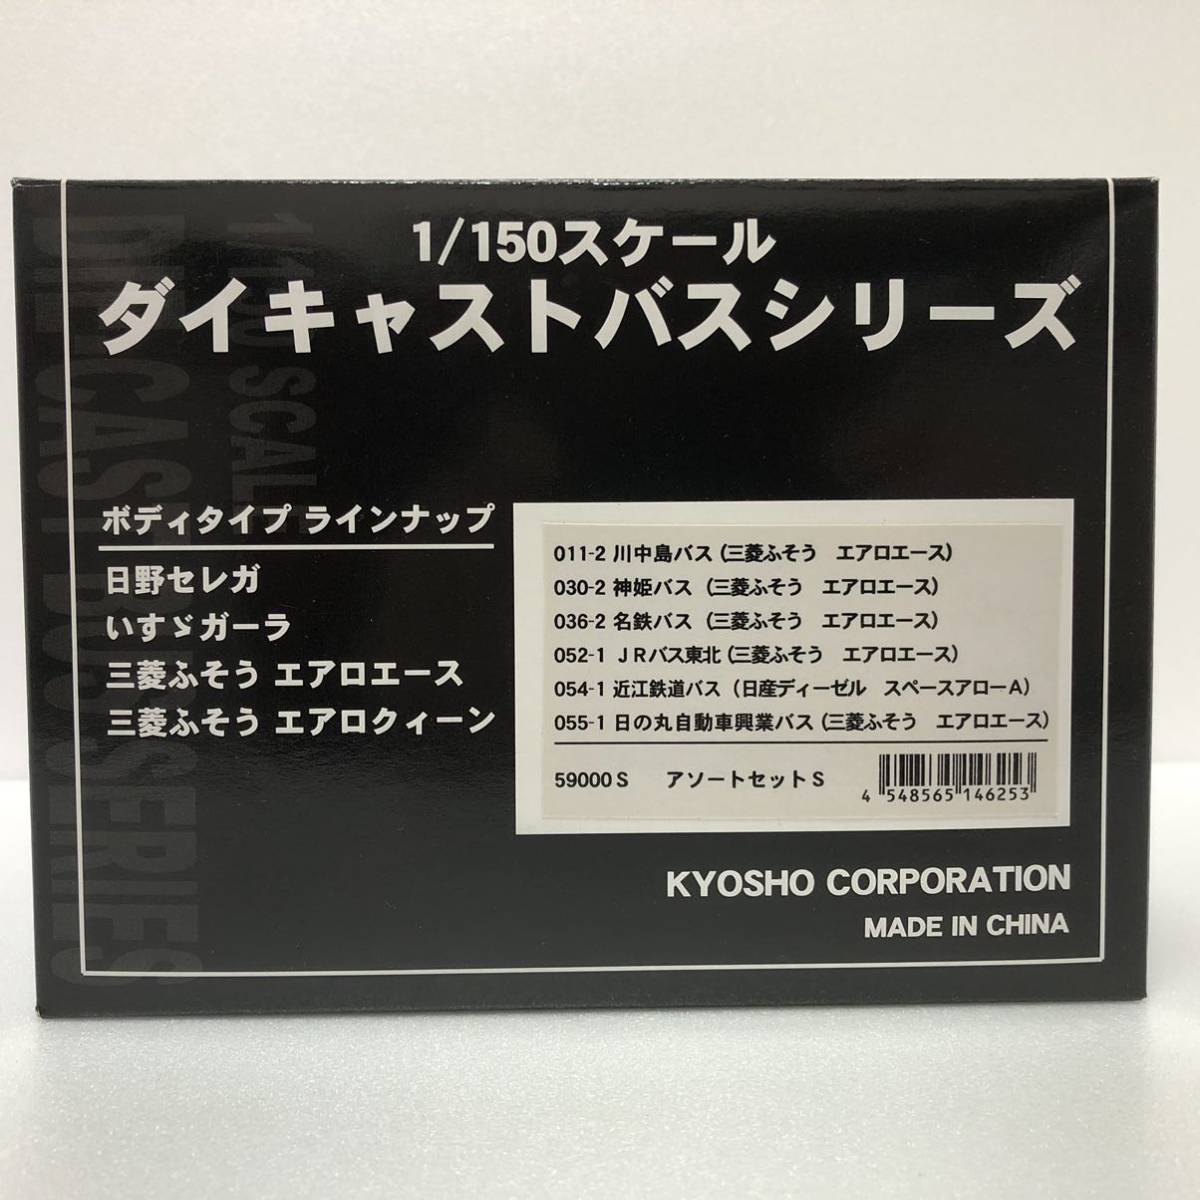 1/150スケール
ダイキャストバスシリーズ
1/150 SCALE
DIE-CAST BUS SERIES
ボディタイプ ラインナップ
日野セレガ
いすゞガーラ
三菱ふそう エアロエース
三菱ふそう エアロクィーン
011-2 川中島バス (三菱ふそう　エアロエース)
030-2 神姫バス (三菱ふそう　エアロエース)
036-2 名鉄バス (三菱ふそう　エアロエース)
052-1 ＪＲバス東北 (三菱ふそう　エアロエース)
054-1 近江鉄道バス (日産ディーゼル　スペースアローA)
055-1 日の丸自動車興業バス (三菱ふそう　エアロエース)
59000 S　アソートセット S
4 548565 146253
KYOSHO CORPORATION
MADE IN CHINA